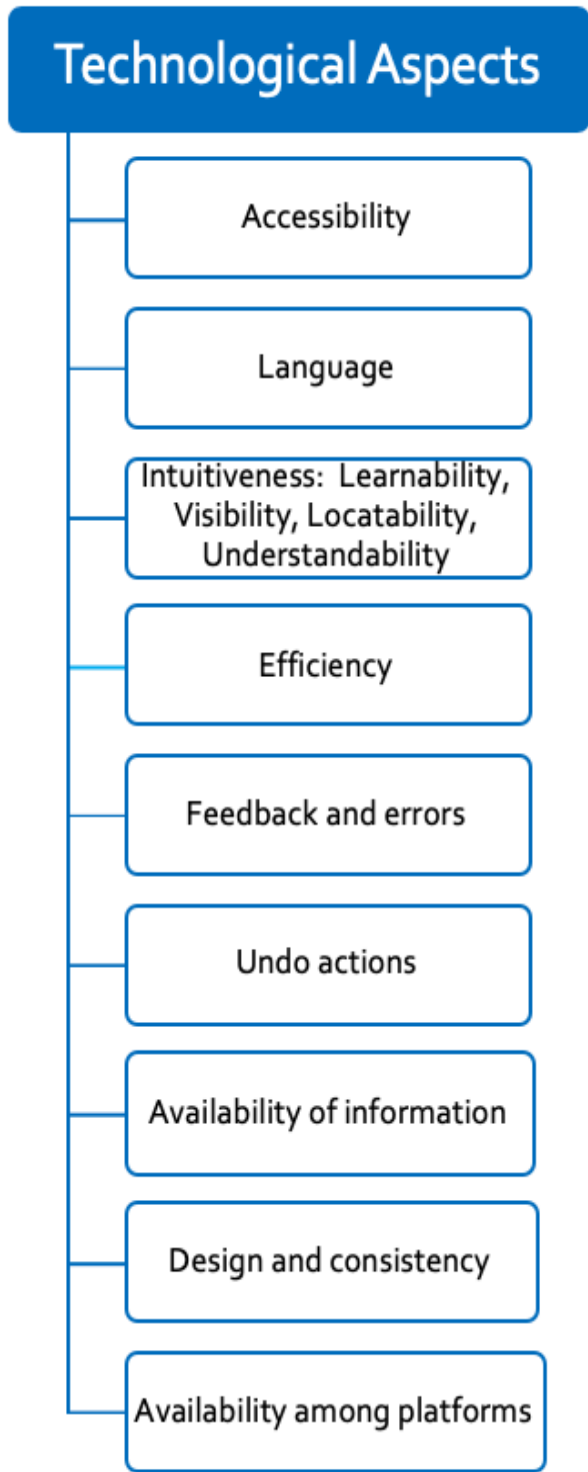 Technological Aspects
Accessibility
Language
Intuitiveness: Learnability,
Visibility, Locatability,
Understandability
Efficiency
Feedback and errors
Undo actions
Availability of information
Design and consistency
Availability among platforms